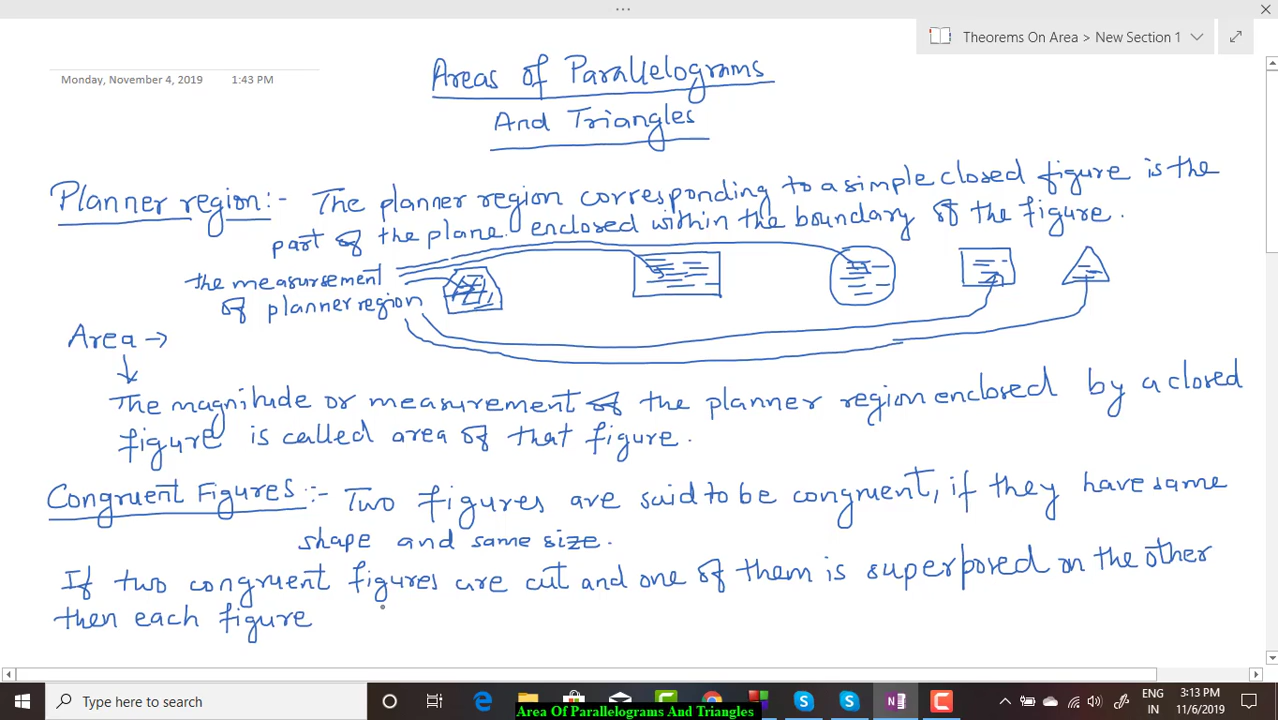 ...
Theorems On Area > New Section 1
Monday, November 4, 2019 1:43 PM
Areas of Parallelograms
And Triangles
Planner region:- The planner region corresponding to a simple closed figure is the
part of the plane enclosed within the boundary of the figure.
the measursement
of planner region
Area →
The magnitude or measurement of the planner region enclosed by a closed
figure is called area of that figure.
Congruent Figures :- Two figures are said to be congruent, if they have same
shape and same size.
If two congruent figures are cut and one of them is superposed on the other
then each figure
Type here to search
ENG
3:13 PM
IN
11/6/2019
Area Of Parallelograms And Triangles